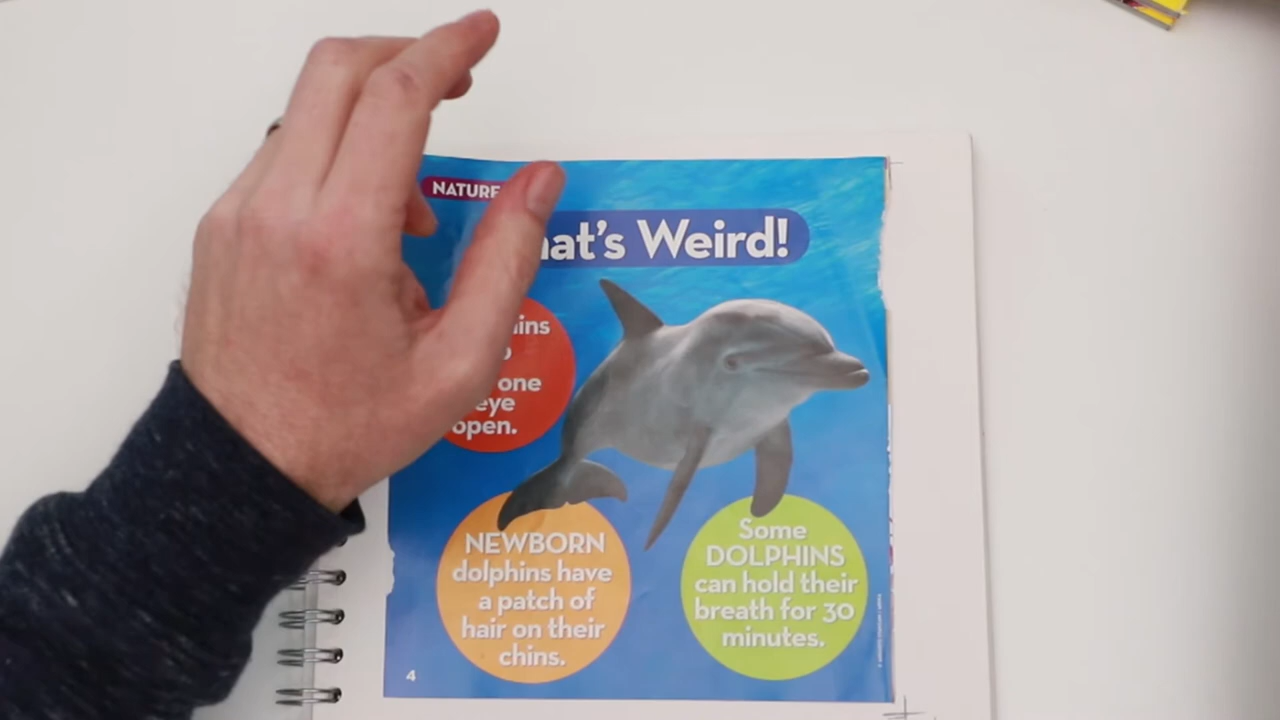 NATURE
at's Weird!
one
eye
open.
NEWBORN
dolphins have
a patch of
hair on their
chins.
Some
DOLPHINS
can hold their
breath for 30
minutes.
4